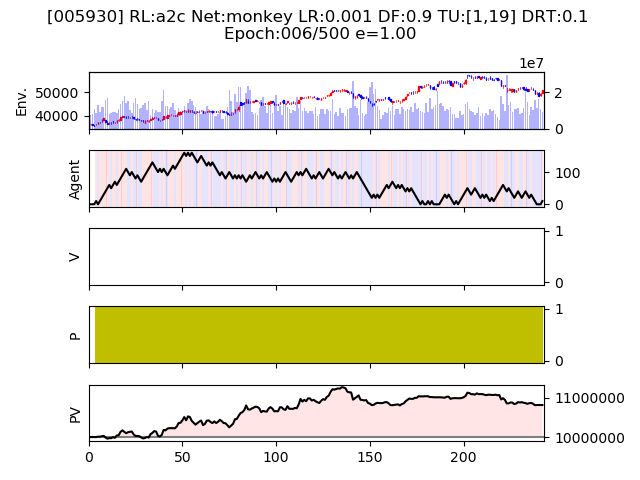 [005930] RL:a2c Net:monkey LR:0.001 DF:0.9 TU:[1,19] DRT:0.1
Epoch:006/500 e=1.00
1e7
Env.
50000
40000
2
0
Agent
100
0
V
1
0
P
1
0
PV
11000000
10000000
0 50 100 150 200